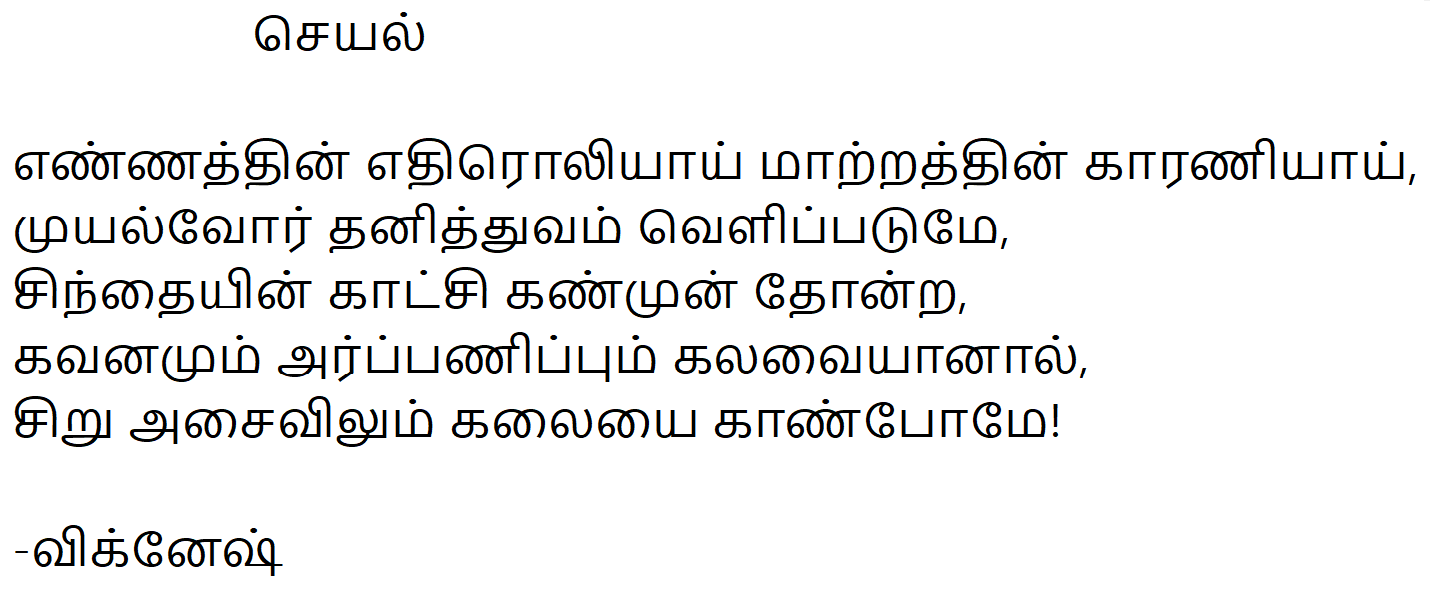 செயல்
எண்ணத்தின் எதிரொலியாய் மாற்றத்தின் காரணியாய்,
முயல்வோர் தனித்துவம் வெளிப்படுமே,
சிந்தையின் காட்சி கண்முன் தோன்ற,
கவனமும் அர்ப்பணிப்பும் கலவையானால்,
சிறு அசைவிலும் கலையை காண்போமே!
-விக்னேஷ்